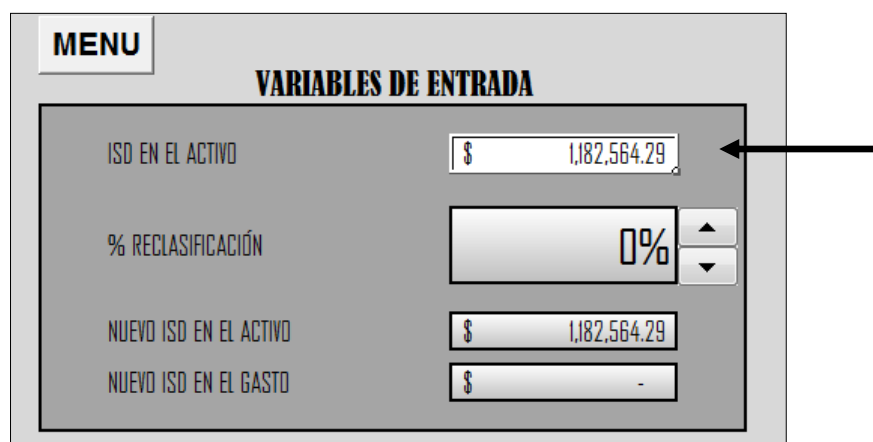 MENU
VARIABLES DE ENTRADA
ISD EN EL ACTIVO $ 1,182,564.29
% RECLASIFICACIÓN 0%
NUEVO ISD EN EL ACTIVO $ 1,182,564.29
NUEVO ISD EN EL GASTO $ -